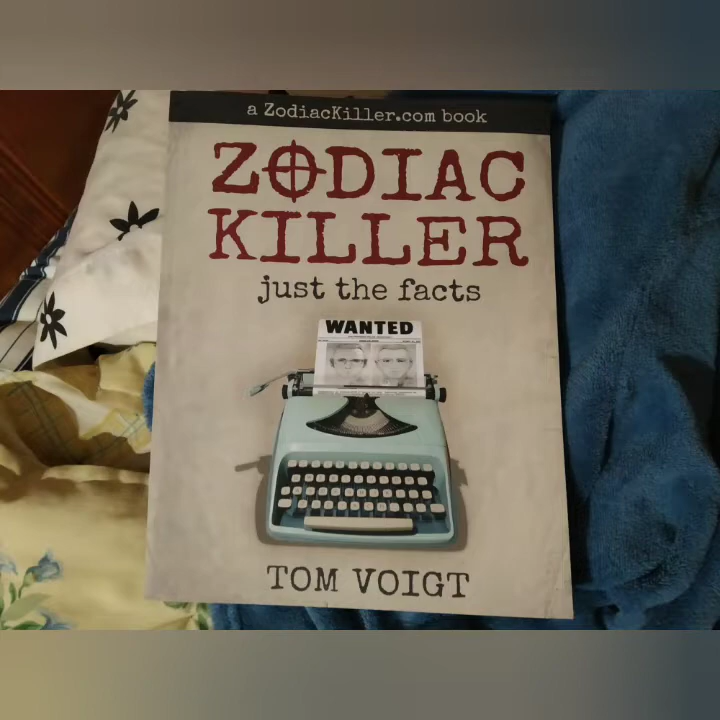 a ZodiacKiller.com book
ZODIAC
KILLER
just the facts
WANTED
TOM VOIGT